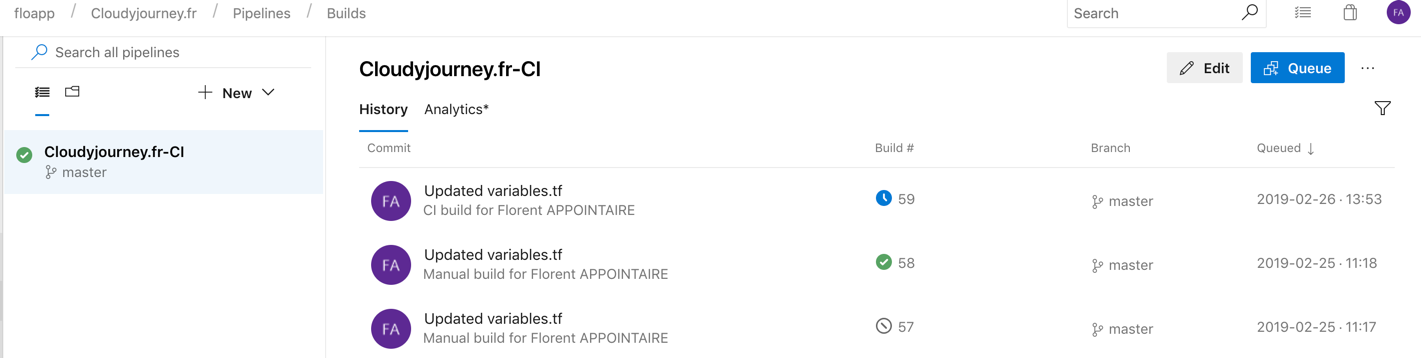 floapp / Cloudyjourney.fr / Pipelines / Builds
Search
FA
Search all pipelines
New
Cloudyjourney.fr-CI
master
Cloudyjourney.fr-CI
Edit
Queue
...
History
Analytics*
Commit Build # Branch Queued ↓
FA
Updated variables.tf
CI build for Florent APPOINTAIRE
59
master
2019-02-26 · 13:53
FA
Updated variables.tf
Manual build for Florent APPOINTAIRE
58
master
2019-02-25 · 11:18
FA
Updated variables.tf
Manual build for Florent APPOINTAIRE
57
master
2019-02-25 · 11:17